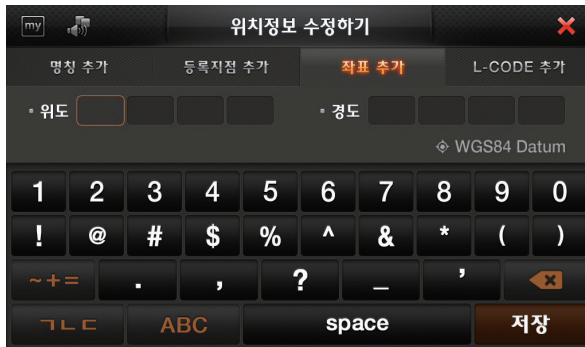 my 위치정보 수정하기
명칭 추가 등록지점 추가 좌표 추가 L-CODE 추가
위도 경도
WGS84 Datum
1 2 3 4 5 6 7 8 9 0
! @ # $ % ^ & * ( )
~+= . , ? _ ’
ㄱㄴㄷ ABC space 저장